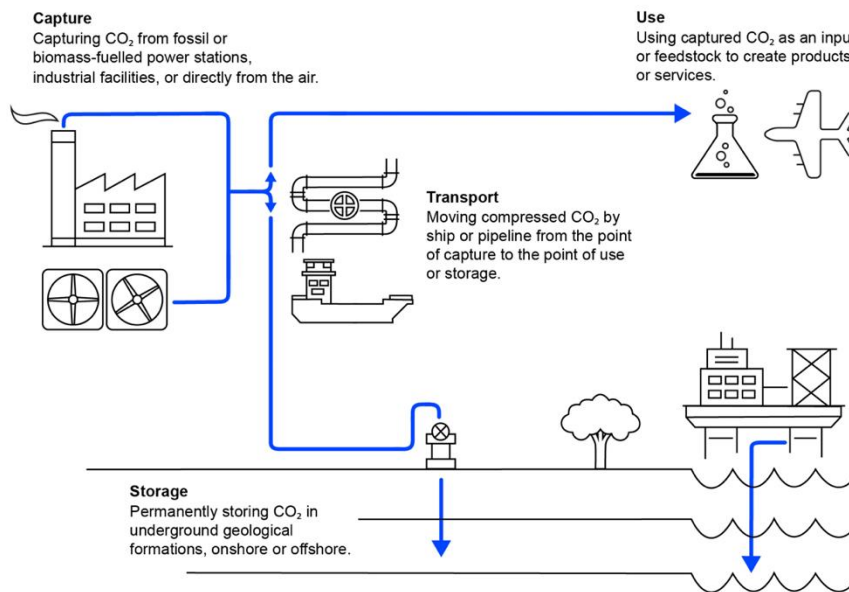 Capture
Capturing CO₂ from fossil or
biomass-fuelled power stations,
industrial facilities, or directly from the air.
Use
Using captured CO₂ as an input
or feedstock to create products
or services.
Transport
Moving compressed CO₂ by
ship or pipeline from the point
of capture to the point of use
or storage.
Storage
Permanently storing CO₂ in
underground geological
formations, onshore or offshore.